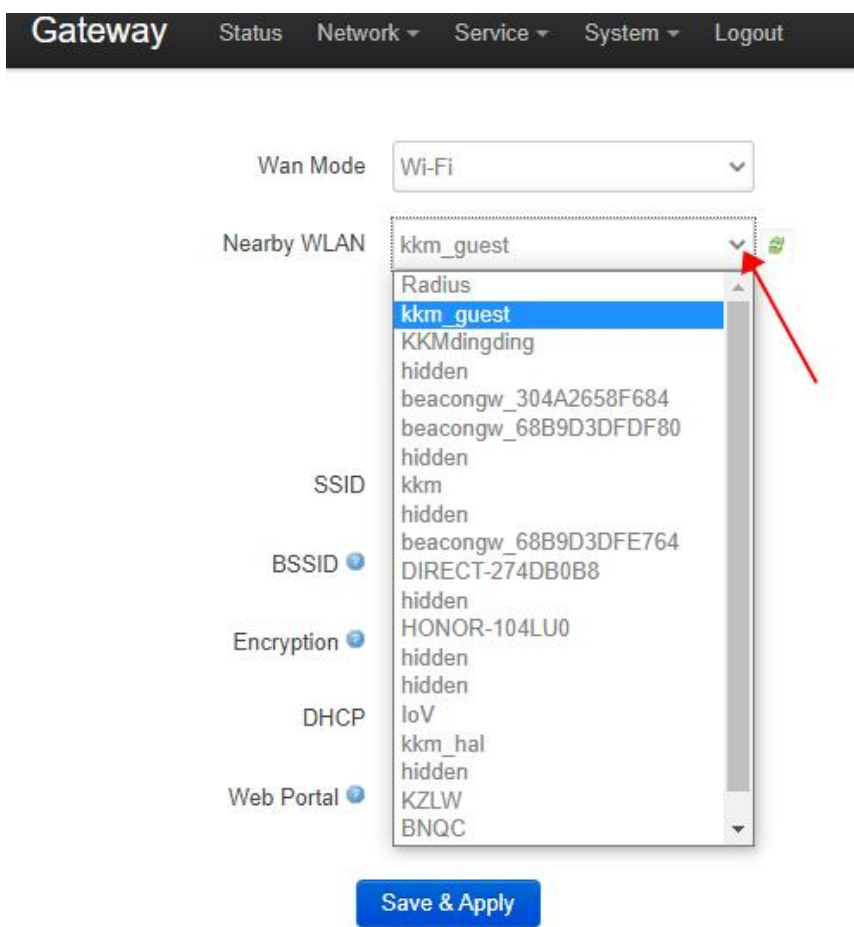 Gateway Status Network Service System Logout
Wan Mode Wi-Fi
Nearby WLAN kkm_guest
Radius
kkm_guest
KKMdingding
hidden
beacongw_304A2658F684
beacongw_68B9D3DFDF80
hidden
SSID kkm
hidden
beacongw_68B9D3DFE764
BSSID DIRECT-274DB0B8
hidden
HONOR-104LU0
Encryption hidden
hidden
DHCP IoV
kkm_hal
hidden
Web Portal KZLW
BNQC
Save & Apply